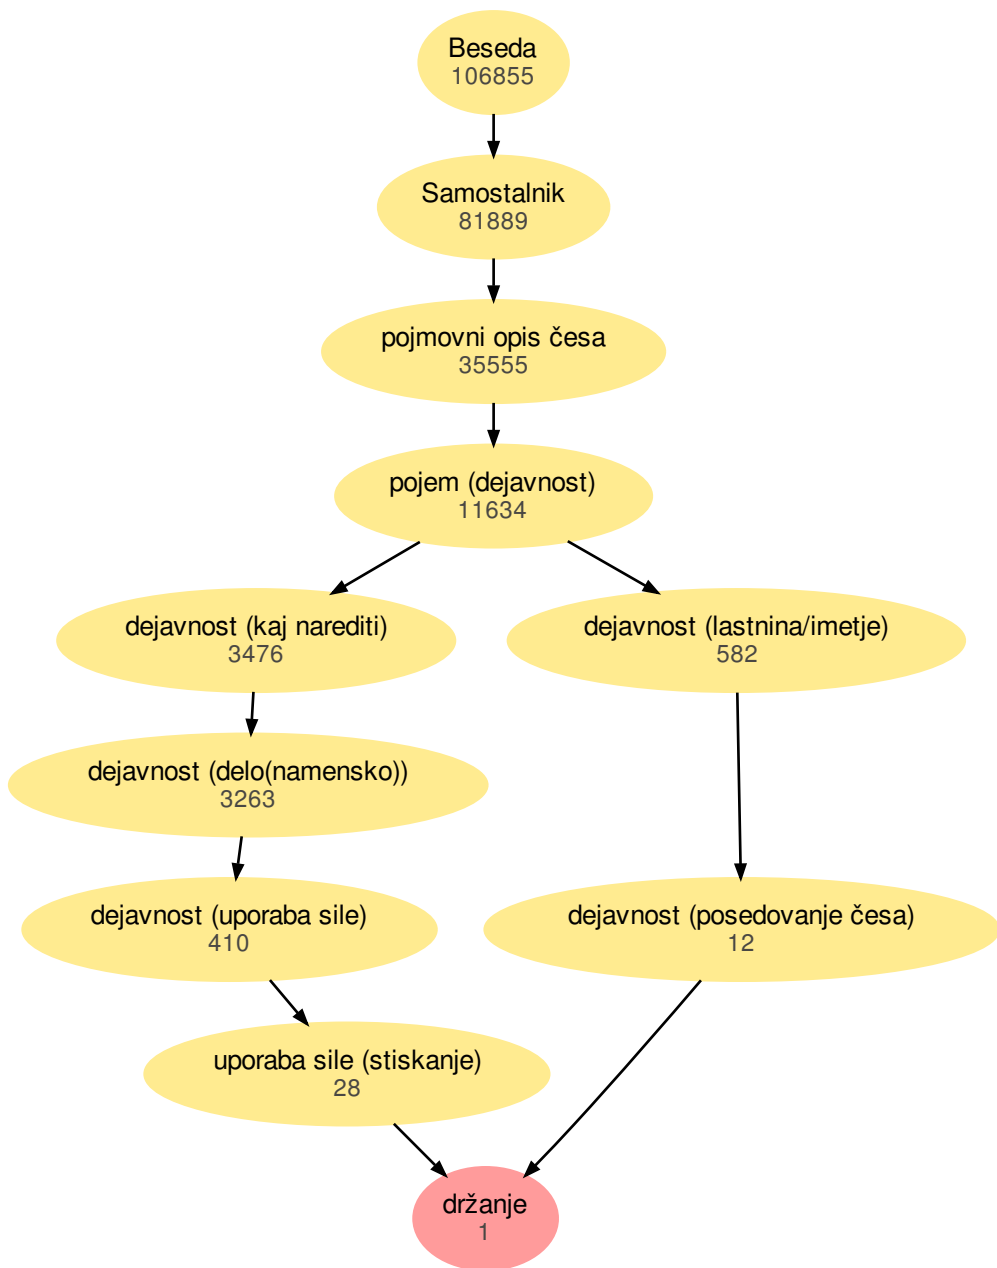 Beseda
106855
Samostalnik
81889
pojmovni opis česa
35555
pojem (dejavnost)
11634
dejavnost (kaj narediti)
3476
dejavnost (lastnina/imetje)
582
dejavnost (delo(namensko))
3263
dejavnost (uporaba sile)
410
dejavnost (posedovanje česa)
12
uporaba sile (stiskanje)
28
držanje
1